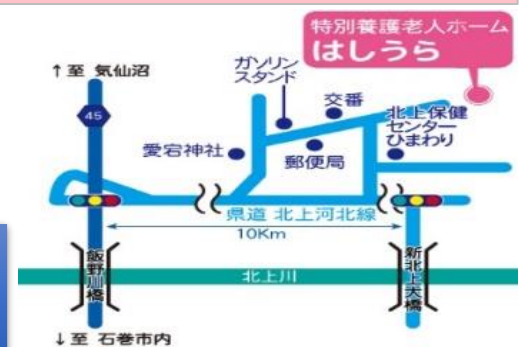 特別養護老人ホーム
はしうら
↑至 気仙沼
ガソリン
スタンド
交番
45
北上保健
センター
ひまわり
愛宕神社
郵便局
県道 北上河北線
10Km
飯野川橋
北上川
新北上大橋
↓至 石巻市内